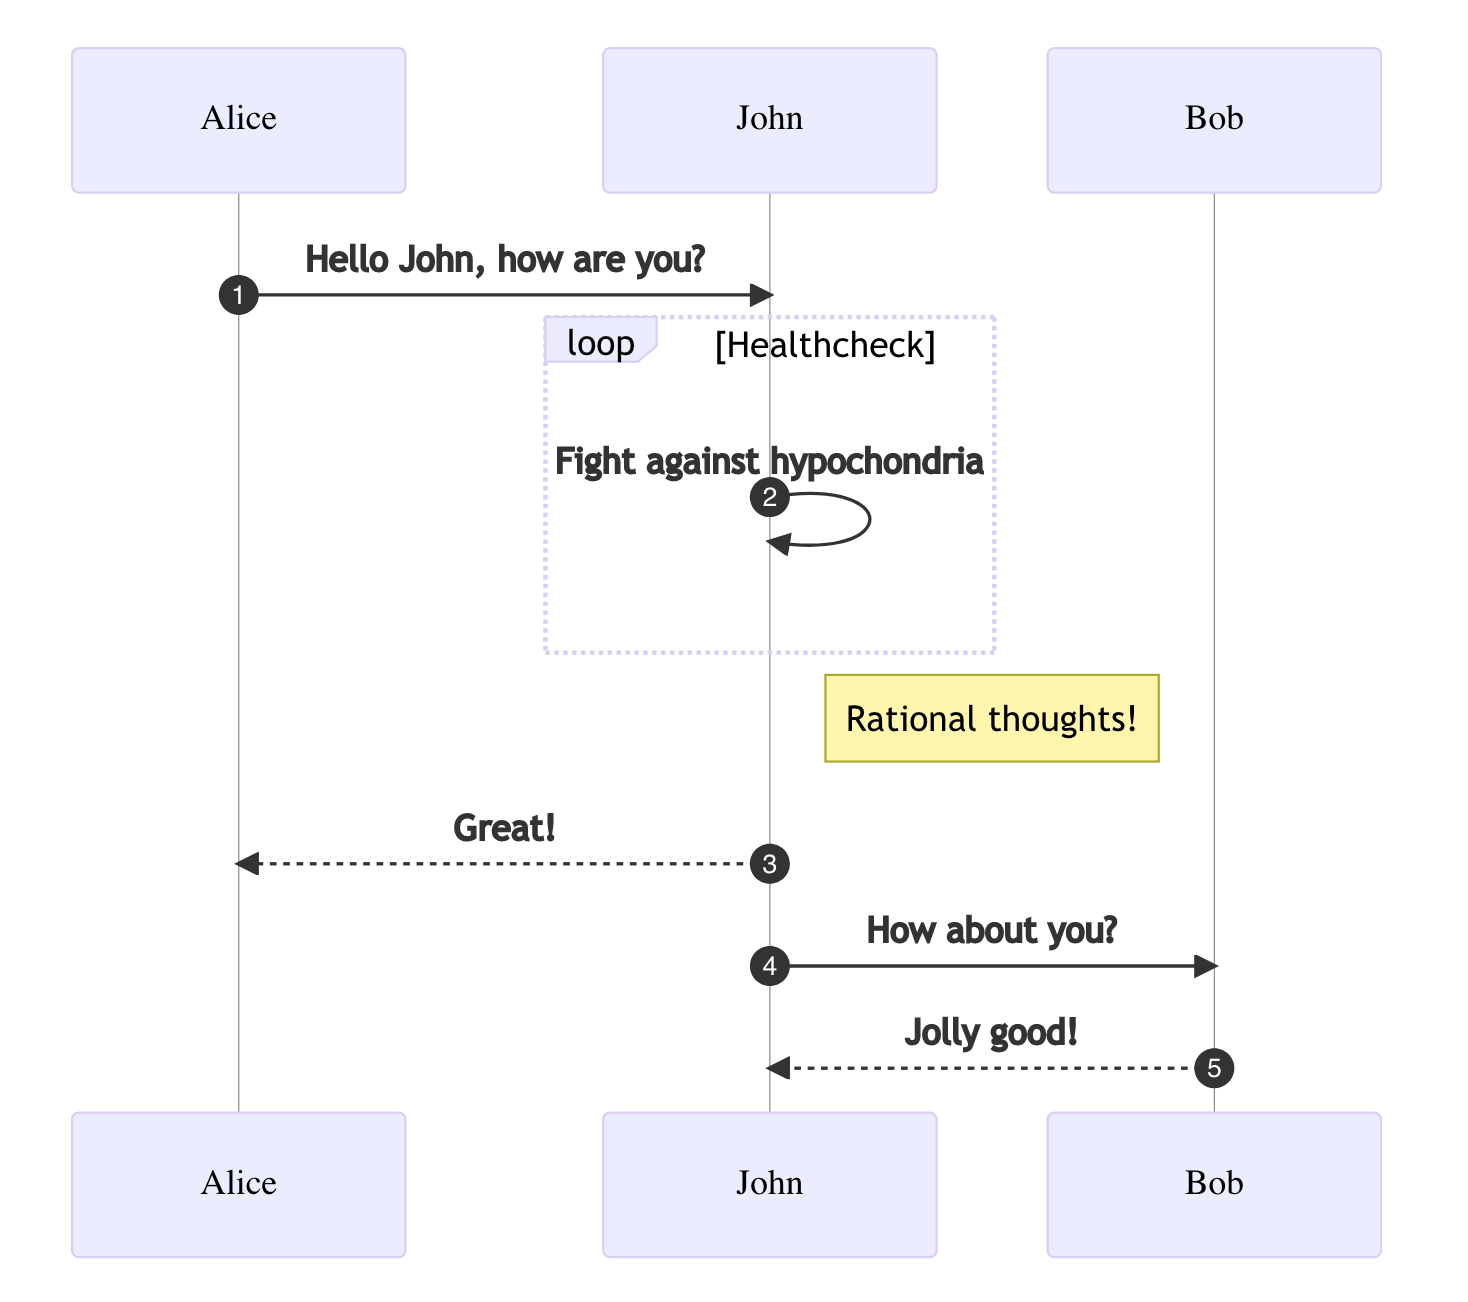 Alice
John
Bob
Hello John, how are you?
1
loop
[Healthcheck]
Fight against hypochondria
2
Rational thoughts!
Great!
3
How about you?
4
Jolly good!
5
Alice
John
Bob